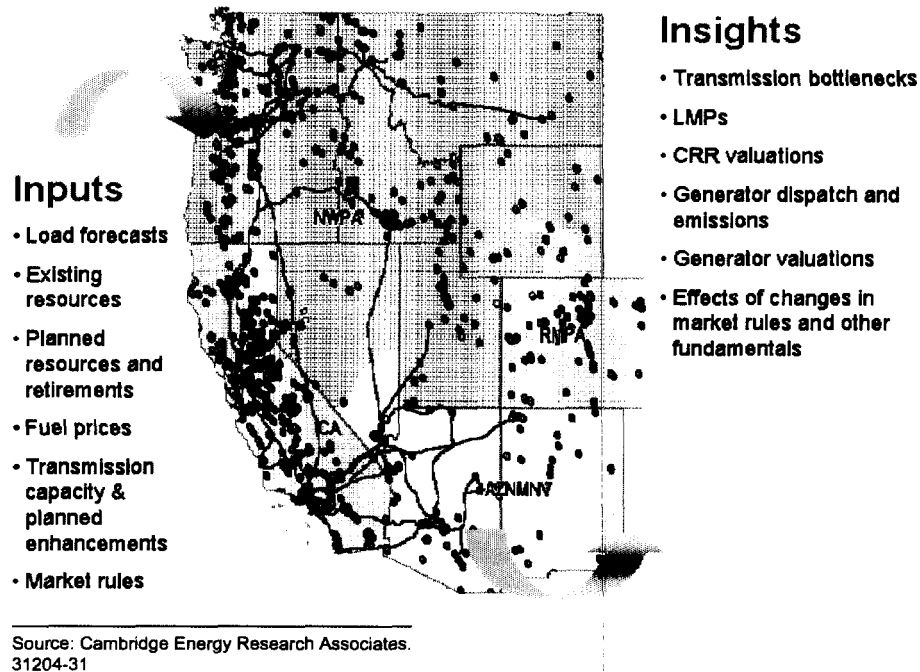 Insights
• Transmission bottlenecks
• LMPs
• CRR valuations
• Generator dispatch and
emissions
• Generator valuations
• Effects of changes in
market rules and other
fundamentals
Inputs
• Load forecasts
• Existing
resources
• Planned
resources and
retirements
• Fuel prices
• Transmission
capacity &
planned
enhancements
• Market rules
NWPA
RMPA
CA
AZNMNV
Source: Cambridge Energy Research Associates.
31204-31